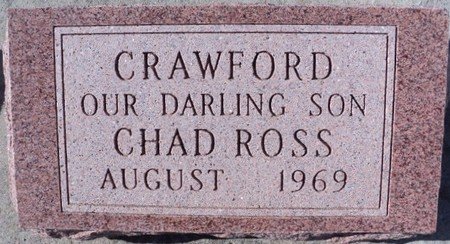 CRAWFORD
OUR DARLING SON
CHAD ROSS
AUGUST 1969